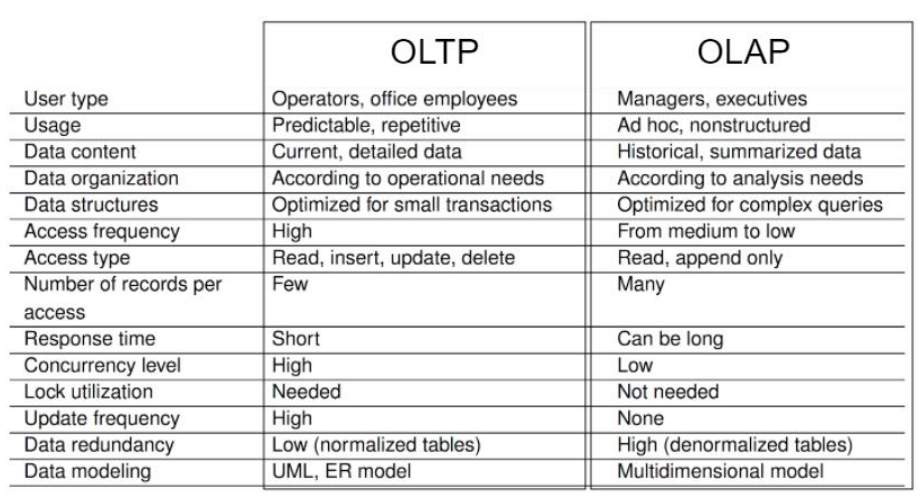 OLTP OLAP
User type Operators, office employees Managers, executives
Usage Predictable, repetitive Ad hoc, nonstructured
Data content Current, detailed data Historical, summarized data
Data organization According to operational needs According to analysis needs
Data structures Optimized for small transactions Optimized for complex queries
Access frequency High From medium to low
Access type Read, insert, update, delete Read, append only
Number of records per Few Many
access
Response time Short Can be long
Concurrency level High Low
Lock utilization Needed Not needed
Update frequency High None
Data redundancy Low (normalized tables) High (denormalized tables)
Data modeling UML, ER model Multidimensional model